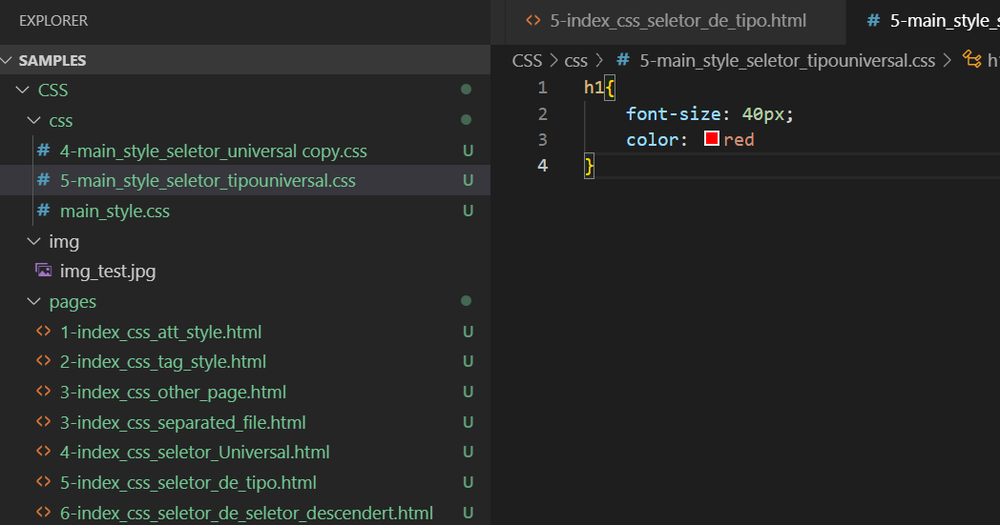 EXPLORER
SAMPLES
CSS
css
# 4-main_style_seletor_universal copy.css U
# 5-main_style_seletor_tipouniversal.css U
# main_style.css U
img
img_test.jpg
pages
<> 1-index_css_att_style.html U
<> 2-index_css_tag_style.html U
<> 3-index_css_other_page.html U
<> 3-index_css_separated_file.html U
<> 4-index_css_seletor_Universal.html U
<> 5-index_css_seletor_de_tipo.html U
<> 6-index_css_seletor_de_seletor_descendert.html U
<> 5-index_css_seletor_de_tipo.html # 5-main_style_s
CSS > css > # 5-main_style_seletor_tipouniversal.css > h
1 h1{
2 font-size: 40px;
3 color: red
4 }